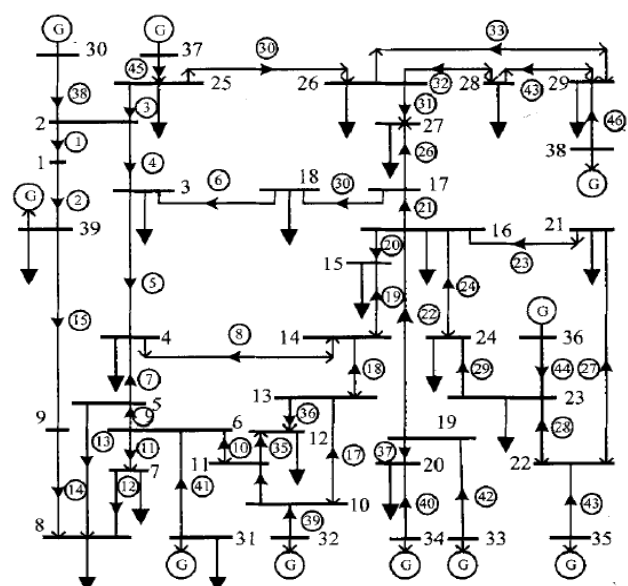 G G 33
30 37 45 30
38 25 26 32 28 43 29
2 3 31 27 46
1 1 4 26 38
G 2 3 6 18 30 17 G
39 21 16 21
5 15 20 23
15 19 22 24 G
4 8 14 24 36
7 18 29 44 27
5 13 23
9 9 6 36 12 19 28
13 11 10 35 17 37 22
7 11 20
14 12 41 10 40 42 43
8 31 39 32 34 33 35
G G G G G